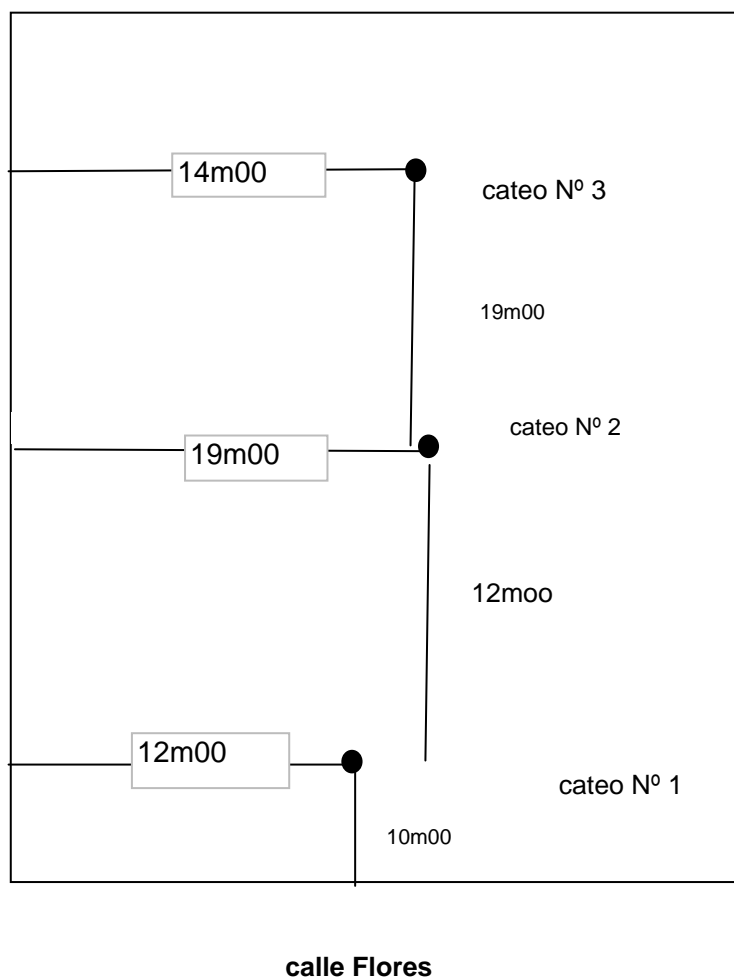 14m00
cateo Nº 3
19m00
cateo Nº 2
19m00
12moo
12m00
cateo Nº 1
10m00
calle Flores